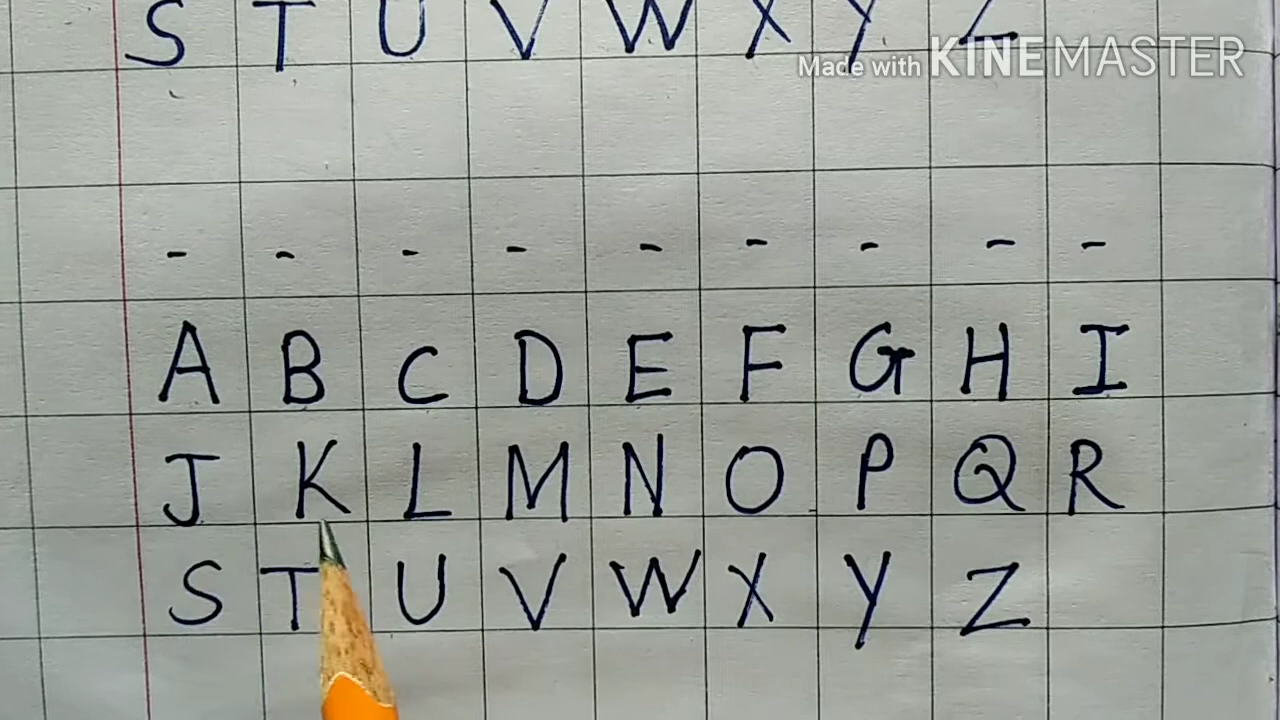 S T U V W X Y Z
Made with KINEMASTER
- - - - - - - - -
A B C D E F G H I
J K L M N O P Q R
S T U V W X Y Z